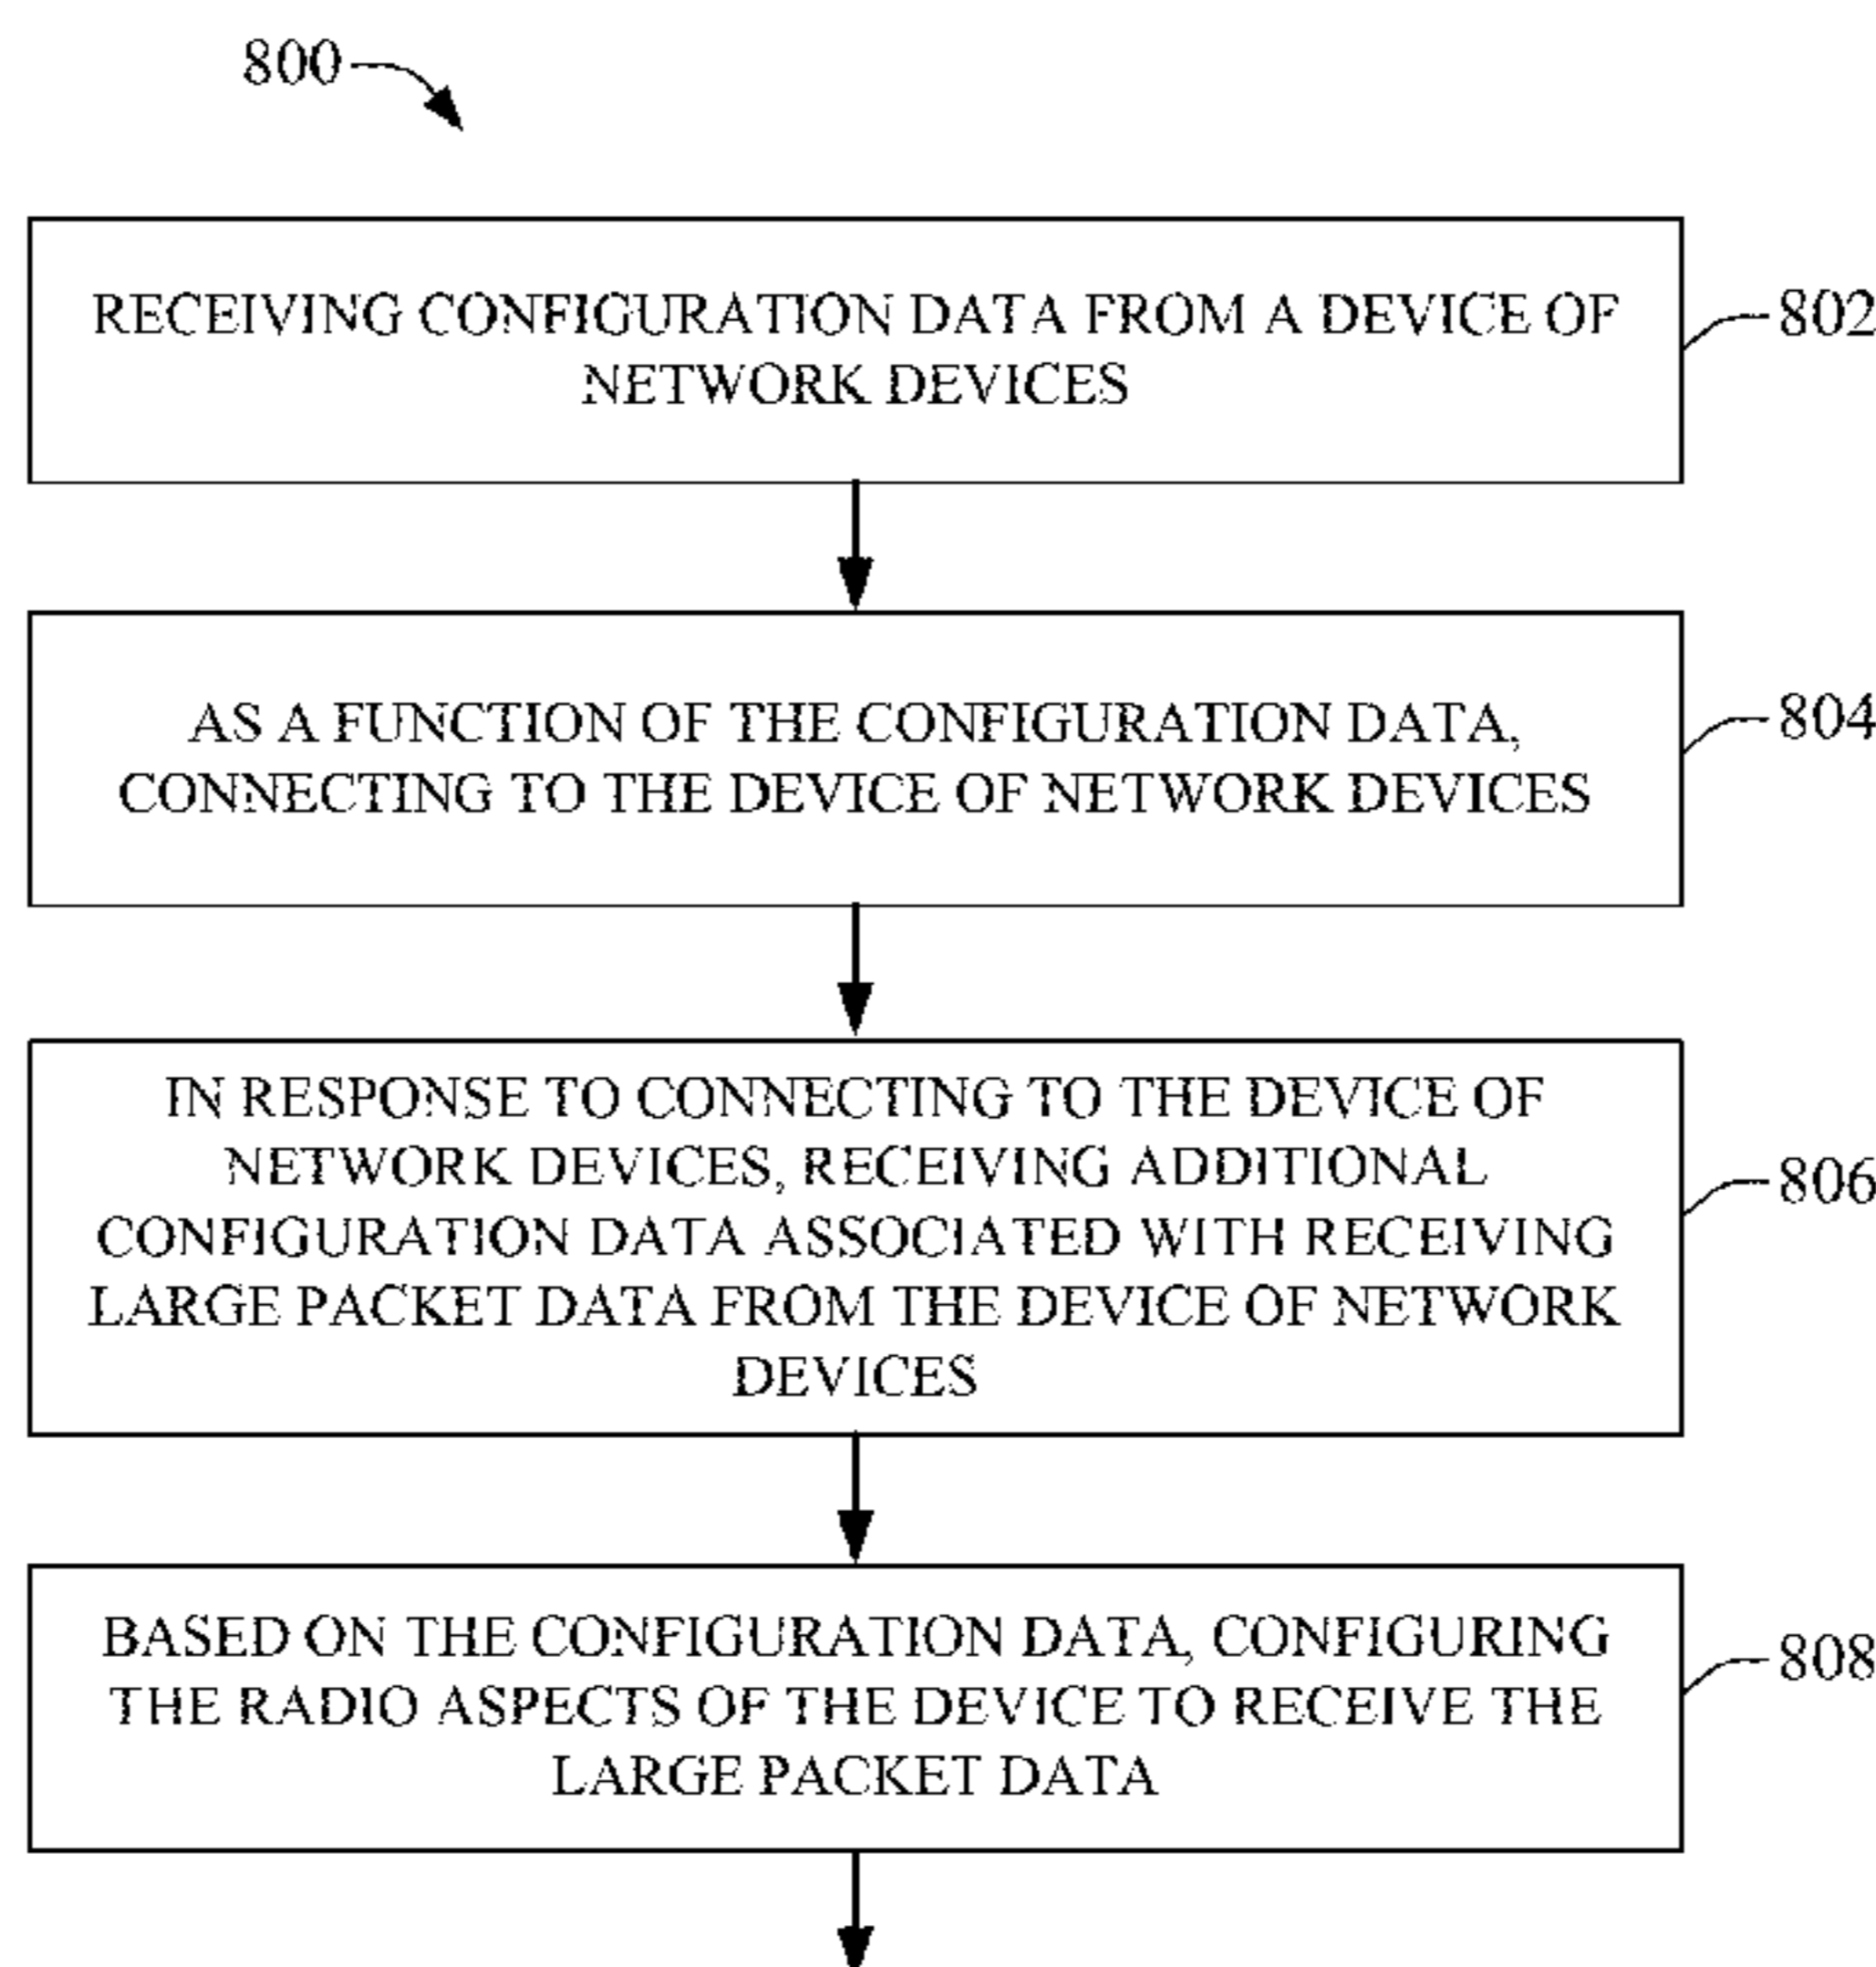 800
RECEIVING CONFIGURATION DATA FROM A DEVICE OF
NETWORK DEVICES
802
AS A FUNCTION OF THE CONFIGURATION DATA,
CONNECTING TO THE DEVICE OF NETWORK DEVICES
804
IN RESPONSE TO CONNECTING TO THE DEVICE OF
NETWORK DEVICES, RECEIVING ADDITIONAL
CONFIGURATION DATA ASSOCIATED WITH RECEIVING
LARGE PACKET DATA FROM THE DEVICE OF NETWORK
DEVICES
806
BASED ON THE CONFIGURATION DATA, CONFIGURING
THE RADIO ASPECTS OF THE DEVICE TO RECEIVE THE
LARGE PACKET DATA
808